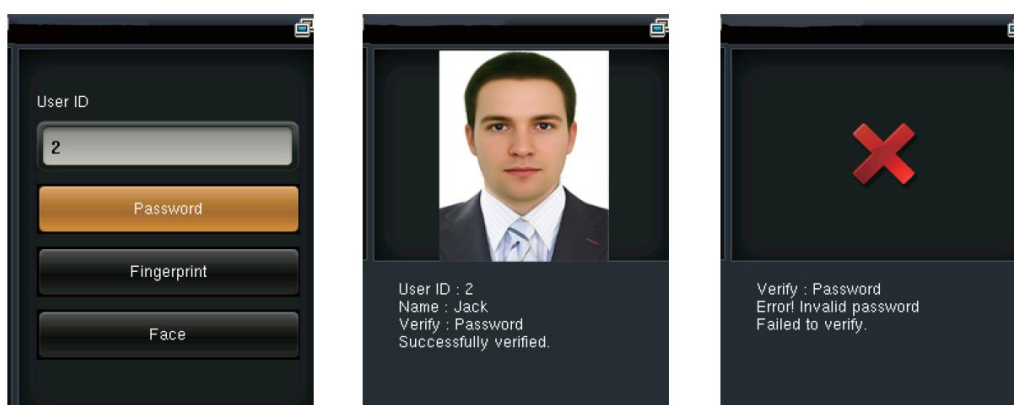 User ID
2
Password
Fingerprint
Face
User ID : 2
Name : Jack
Verify : Password
Successfully verified.
Verify : Password
Error! Invalid password
Failed to verify.